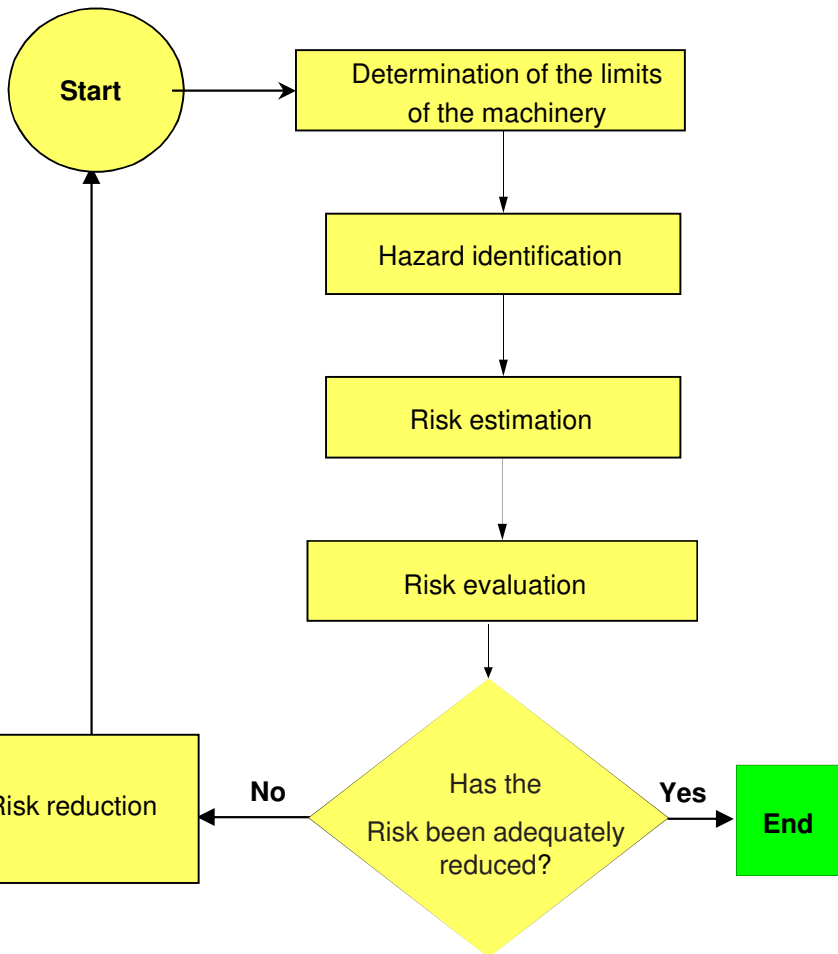 Start
Determination of the limits
of the machinery
Hazard identification
Risk estimation
Risk evaluation
Has the
Risk been adequately
reduced?
No
Yes
Risk reduction
End